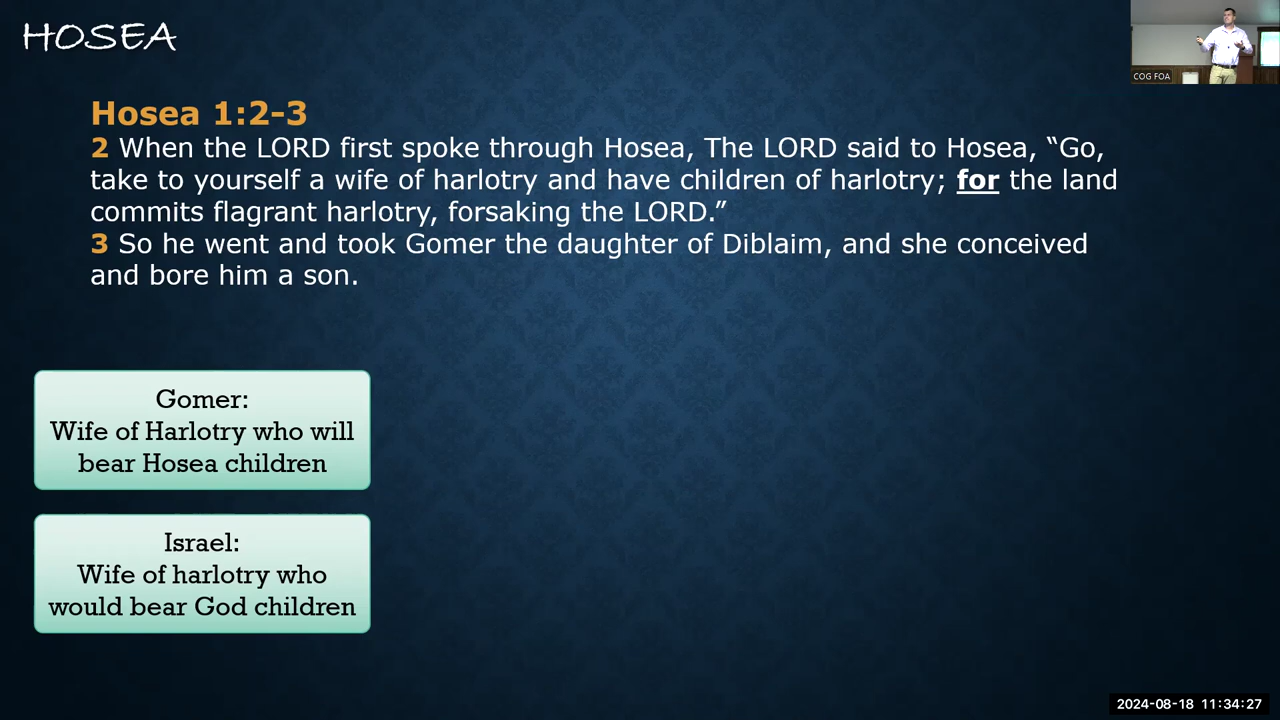 HOSEA
COG FOA
Hosea 1:2-3
2 When the LORD first spoke through Hosea, The LORD said to Hosea, “Go,
take to yourself a wife of harlotry and have children of harlotry; for the land
commits flagrant harlotry, forsaking the LORD.”
3 So he went and took Gomer the daughter of Diblaim, and she conceived
and bore him a son.
Gomer:
Wife of Harlotry who will
bear Hosea children
Israel:
Wife of harlotry who
would bear God children
2024-08-18 11:34:27